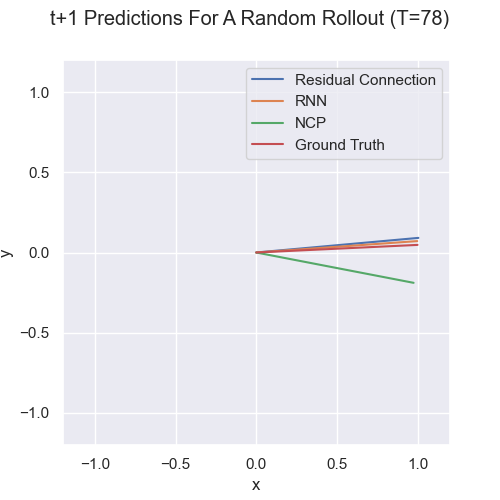 t+1 Predictions For A Random Rollout (T=78)
Residual Connection
RNN
NCP
Ground Truth
1.0
0.5
0.0
−0.5
−1.0
y
−1.0 −0.5 0.0 0.5 1.0
x